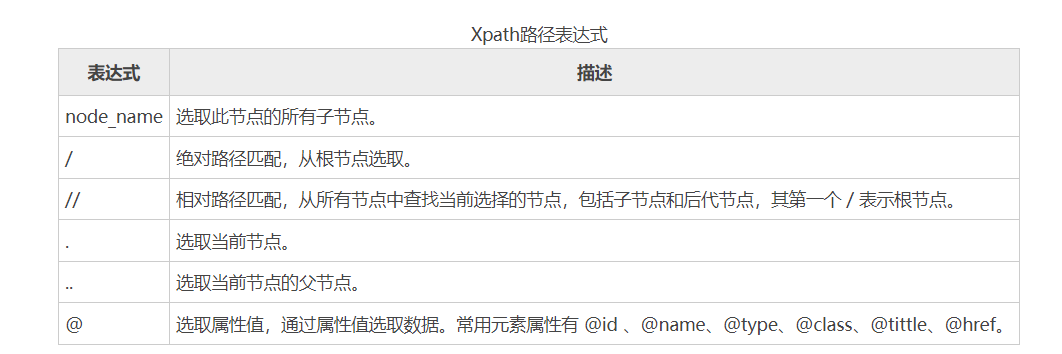 Xpath路径表达式
表达式 描述
node_name 选取此节点的所有子节点。
/ 绝对路径匹配，从根节点选取。
// 相对路径匹配，从所有节点中查找当前选择的节点，包括子节点和后代节点，其第一个 / 表示根节点。
. 选取当前节点。
.. 选取当前节点的父节点。
@ 选取属性值，通过属性值选取数据。常用元素属性有 @id 、@name、@type、@class、@tittle、@href。